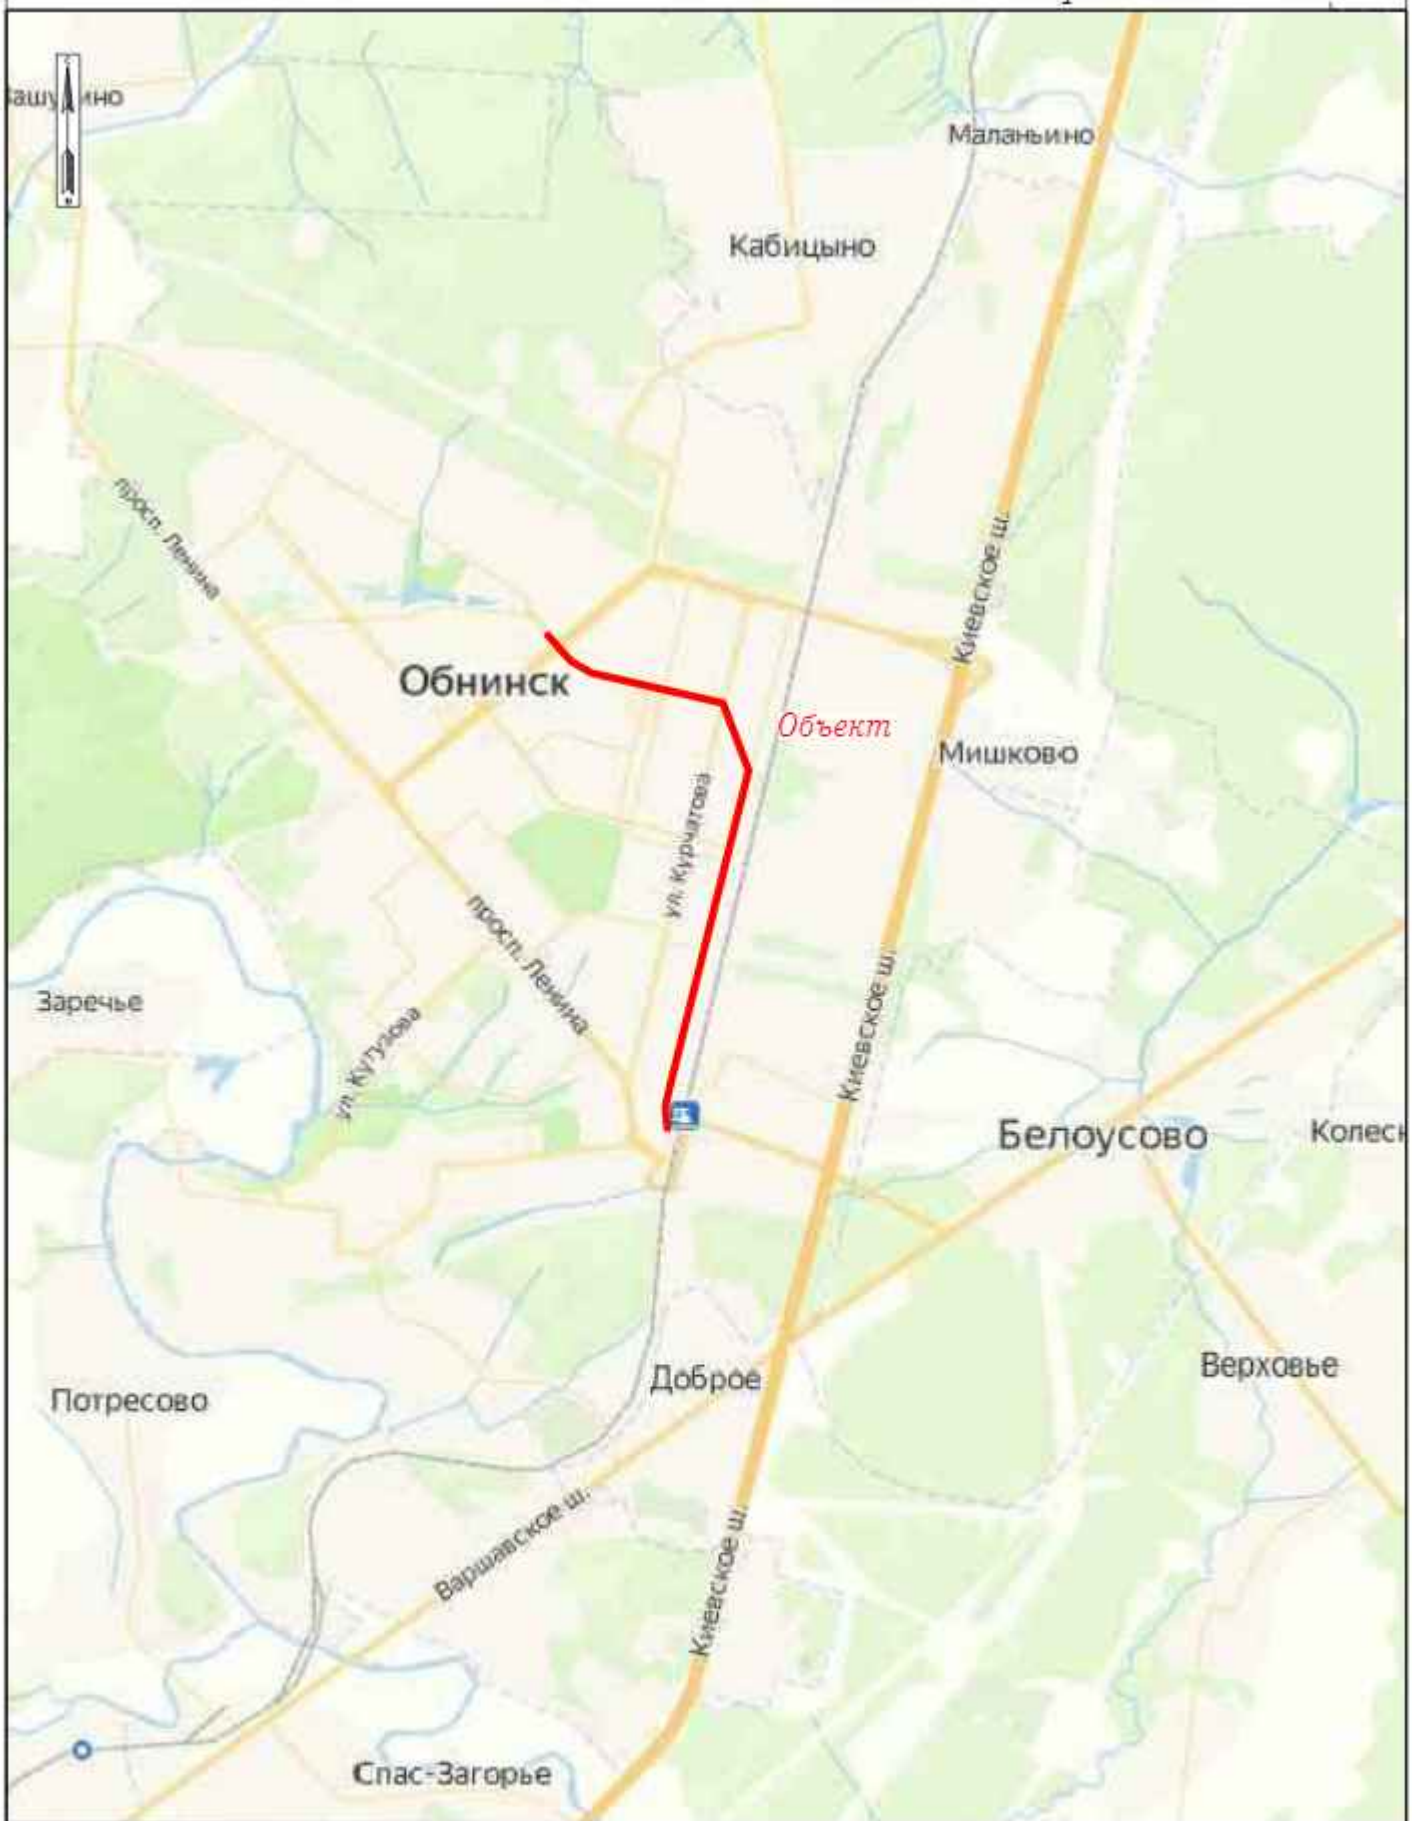 Маланьино
Кабицыно
просп. Ленина
Киевское ш.
Обнинск
Объект
Мишково
ул. Курчатова
просп. Ленина
Киевское ш.
Заречье
ул. Кутузова
Белоусово
Колесн
Доброе
Верховье
Потресово
Варшавское ш.
Киевское ш.
Спас-Загорье